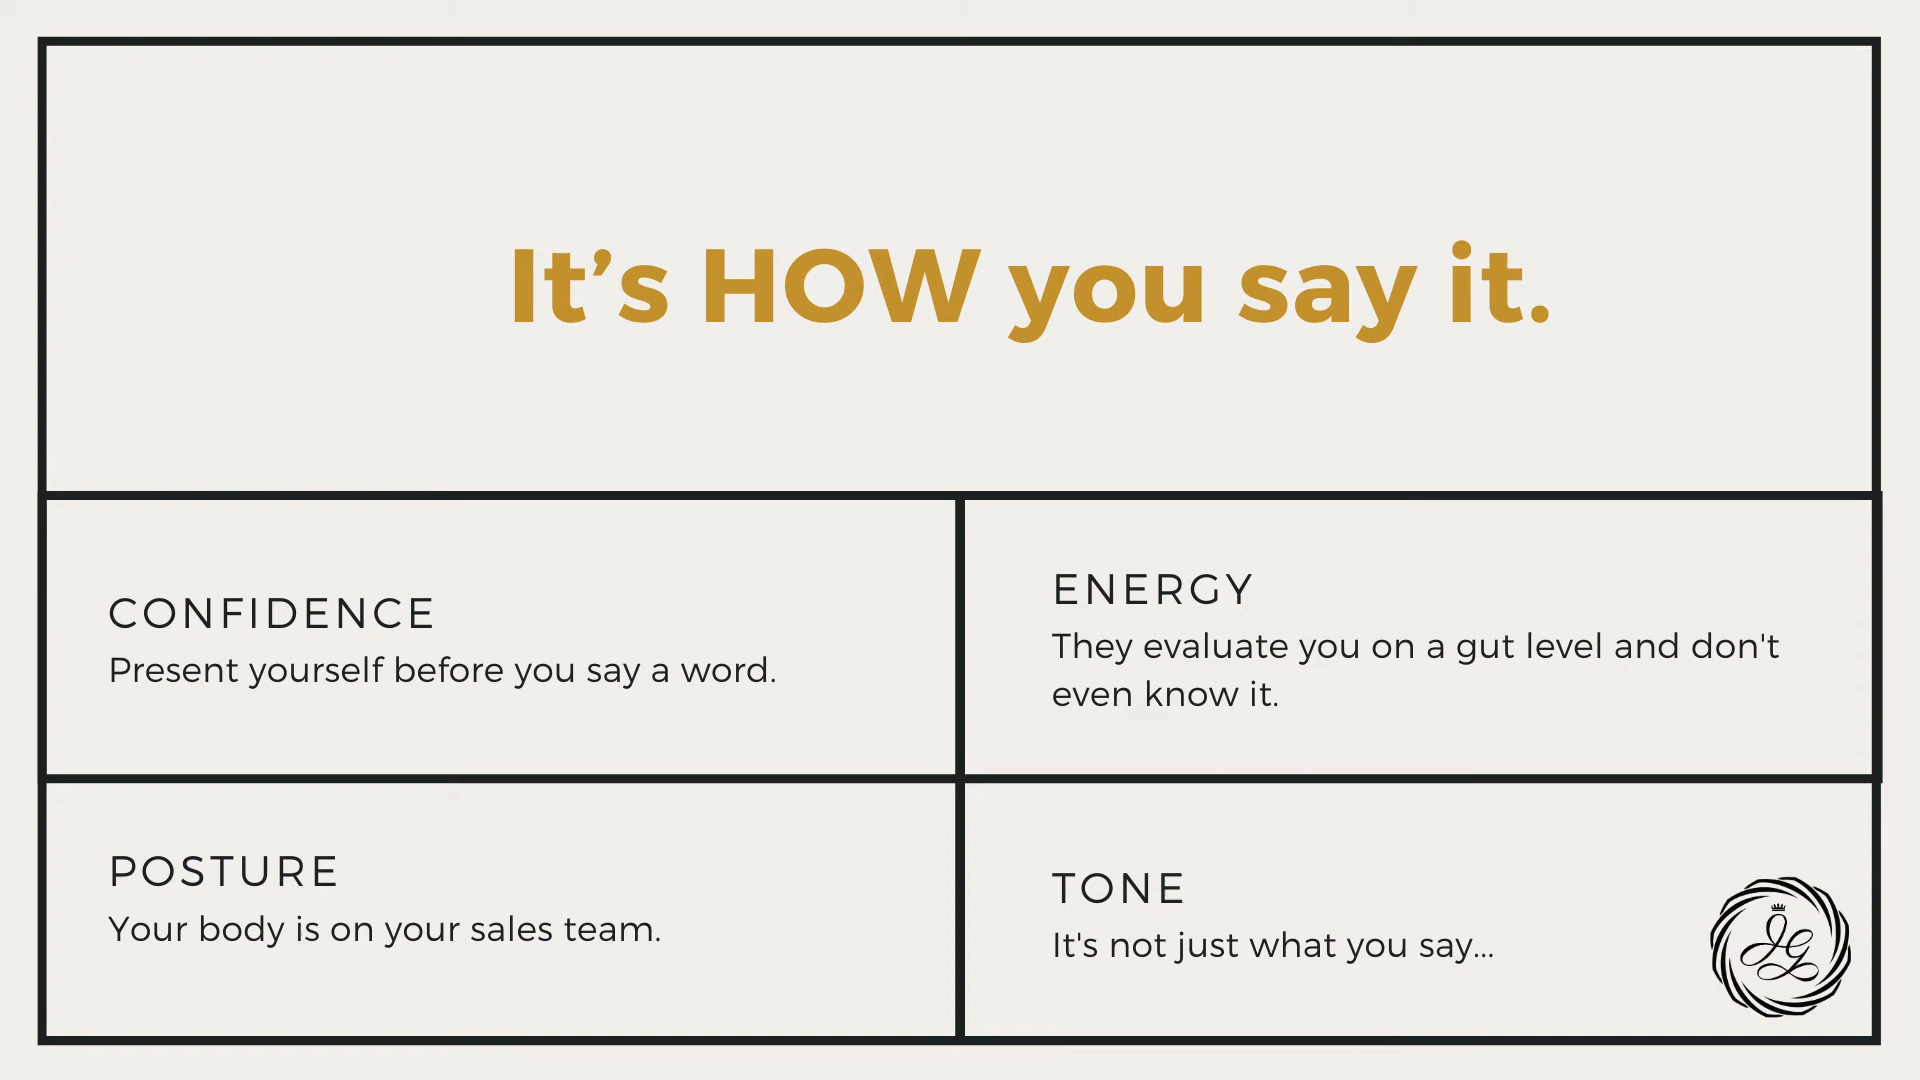 It’s HOW you say it.
CONFIDENCE
Present yourself before you say a word.
ENERGY
They evaluate you on a gut level and don't
even know it.
POSTURE
Your body is on your sales team.
TONE
It's not just what you say...
JG